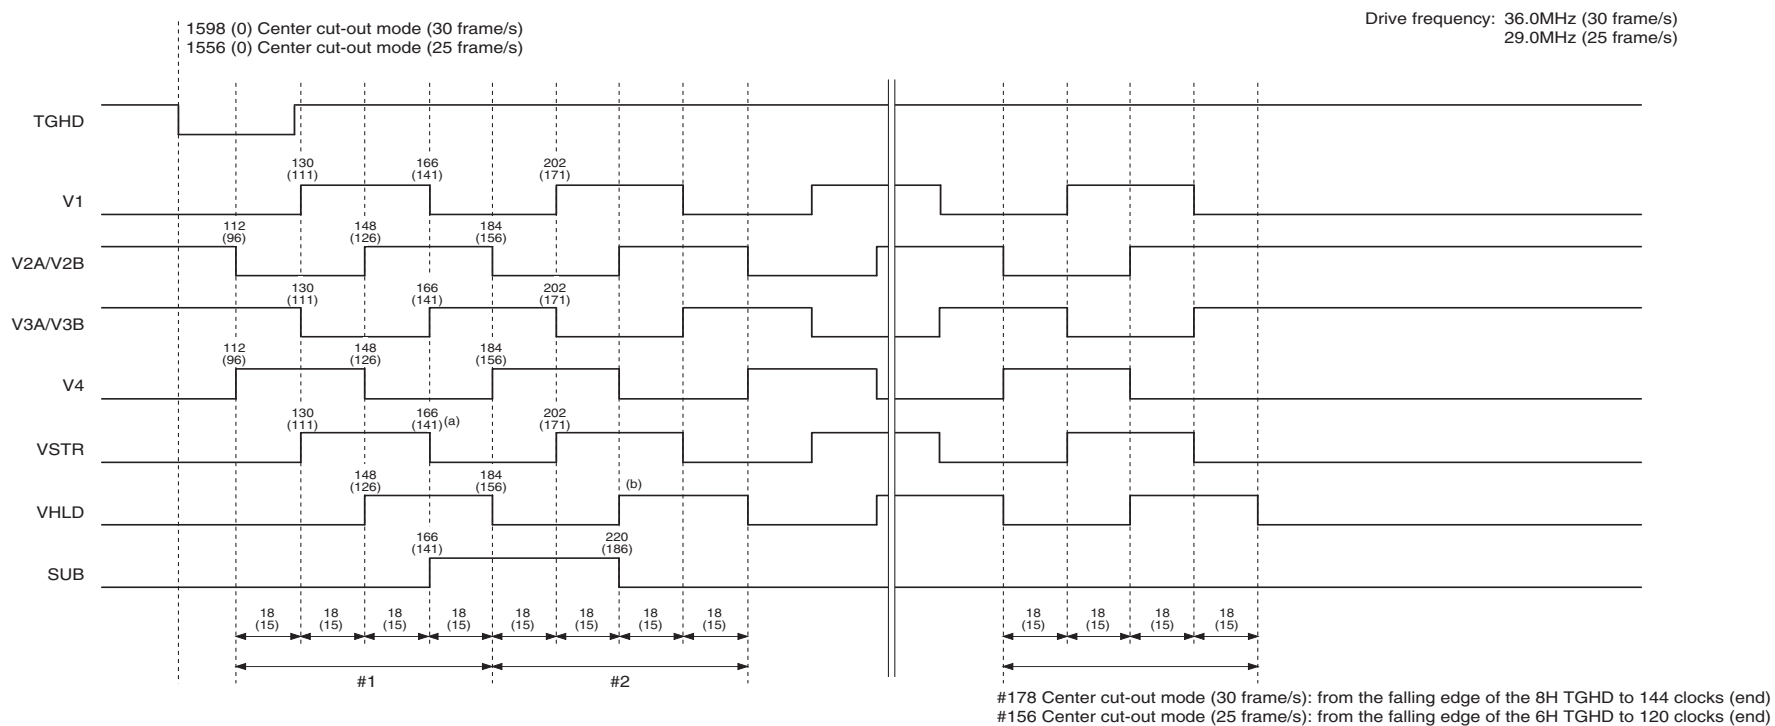 1598 (0) Center cut-out mode (30 frame/s)
1556 (0) Center cut-out mode (25 frame/s)
Drive frequency: 36.0MHz (30 frame/s)
29.0MHz (25 frame/s)
TGHD
130 166 202
(111) (141) (171)
V1
112 148 184
(96) (126) (156)
V2A/V2B
130 166 202
(111) (141) (171)
V3A/V3B
112 148 184
(96) (126) (156)
V4
130 166 202
(111) (141) (a) (171)
VSTR
148 184
(126) (156) (b)
VHLD
166 220
(141) (186)
SUB
18 18 18 18 18 18 18 18 18 18 18 18
(15) (15) (15) (15) (15) (15) (15) (15) (15) (15) (15) (15)
#1 #2
#178 Center cut-out mode (30 frame/s): from the falling edge of the 8H TGHD to 144 clocks (end)
#156 Center cut-out mode (25 frame/s): from the falling edge of the 6H TGHD to 120 clocks (end)